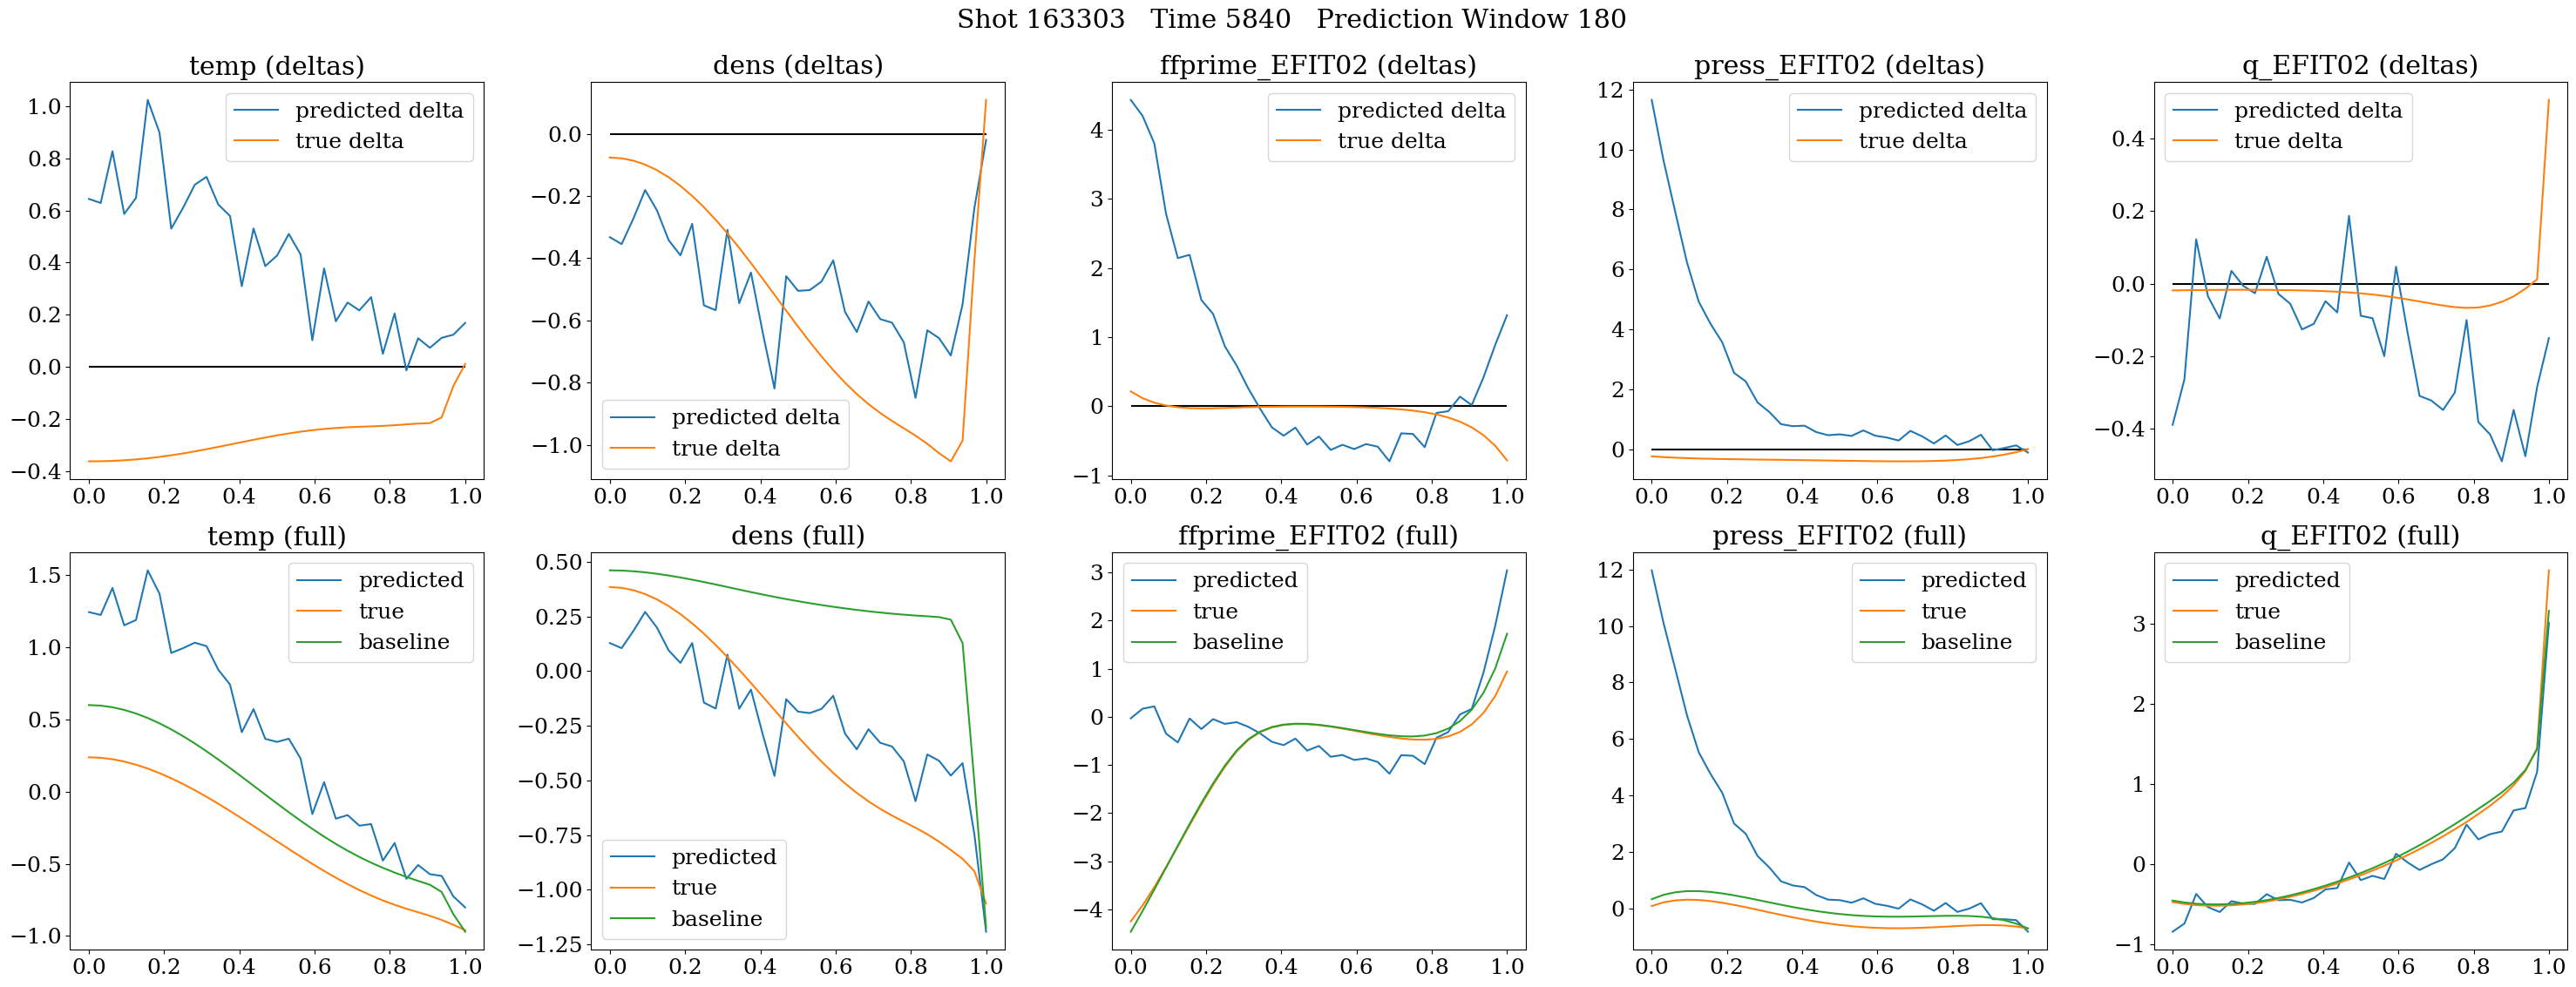 Shot 163303   Time 5840   Prediction Window 180
temp (deltas)
1.0
0.8
0.6
0.4
0.2
0.0
−0.2
−0.4
0.0 0.2 0.4 0.6 0.8 1.0
predicted delta
true delta
dens (deltas)
0.0
−0.2
−0.4
−0.6
−0.8
−1.0
0.0 0.2 0.4 0.6 0.8 1.0
predicted delta
true delta
ffprime_EFIT02 (deltas)
4
3
2
1
0
−1
0.0 0.2 0.4 0.6 0.8 1.0
predicted delta
true delta
press_EFIT02 (deltas)
12
10
8
6
4
2
0
0.0 0.2 0.4 0.6 0.8 1.0
predicted delta
true delta
q_EFIT02 (deltas)
0.4
0.2
0.0
−0.2
−0.4
0.0 0.2 0.4 0.6 0.8 1.0
predicted delta
true delta
temp (full)
1.5
1.0
0.5
0.0
−0.5
−1.0
0.0 0.2 0.4 0.6 0.8 1.0
predicted
true
baseline
dens (full)
0.50
0.25
0.00
−0.25
−0.50
−0.75
−1.00
−1.25
0.0 0.2 0.4 0.6 0.8 1.0
predicted
true
baseline
ffprime_EFIT02 (full)
3
2
1
0
−1
−2
−3
−4
0.0 0.2 0.4 0.6 0.8 1.0
predicted
true
baseline
press_EFIT02 (full)
12
10
8
6
4
2
0
0.0 0.2 0.4 0.6 0.8 1.0
predicted
true
baseline
q_EFIT02 (full)
3
2
1
0
−1
0.0 0.2 0.4 0.6 0.8 1.0
predicted
true
baseline